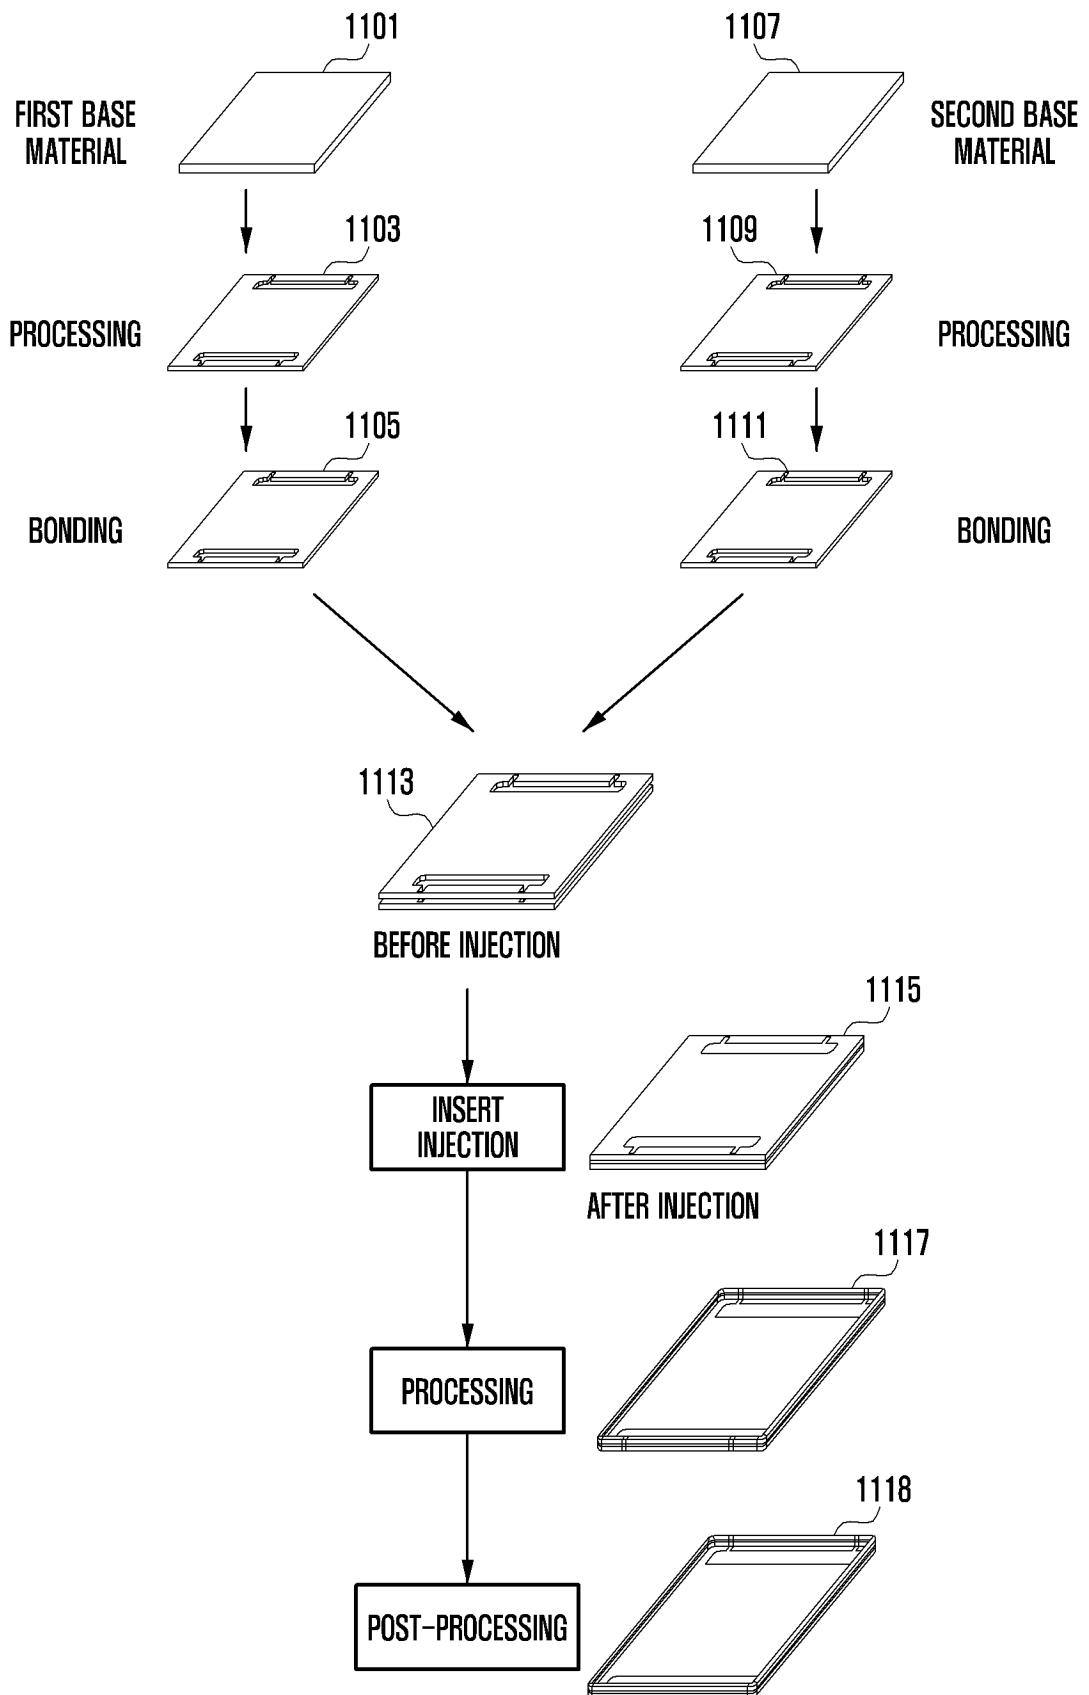 1101
1107
FIRST BASE
MATERIAL
SECOND BASE
MATERIAL
1103
1109
PROCESSING
PROCESSING
1105
1111
BONDING
BONDING
1113
BEFORE INJECTION
1115
INSERT
INJECTION
AFTER INJECTION
1117
PROCESSING
1118
POST-PROCESSING